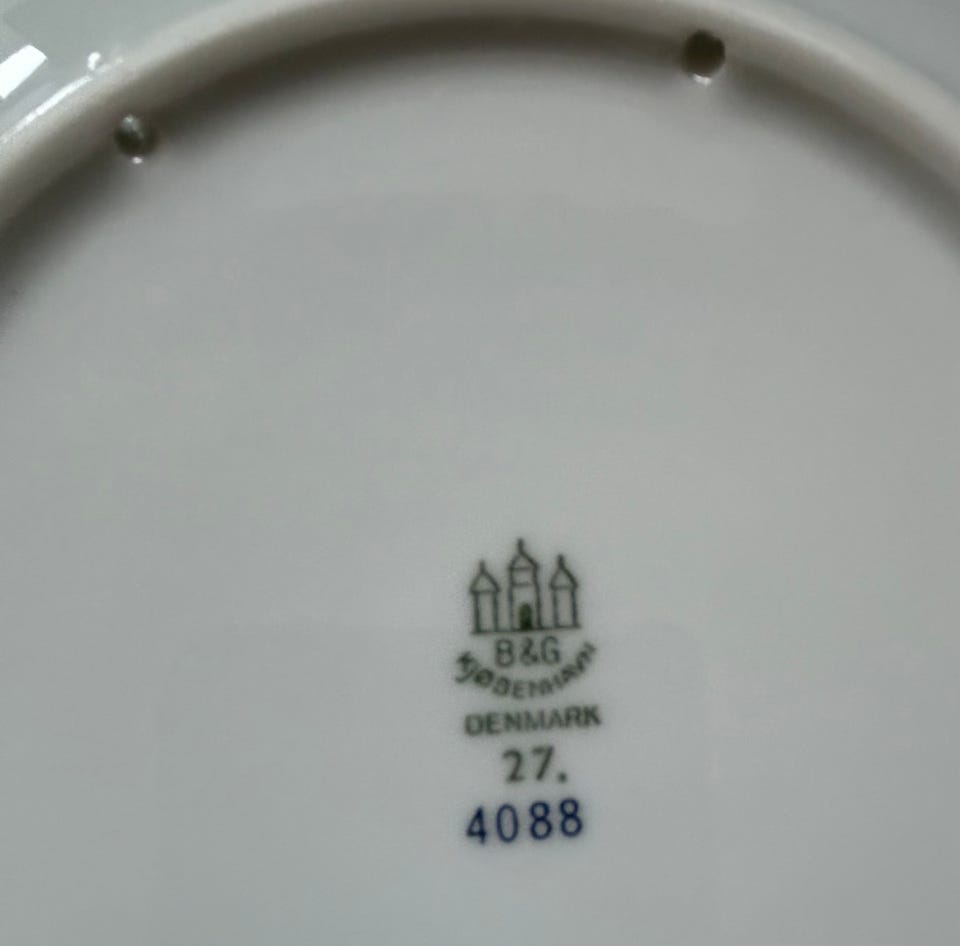 B&G
KJØBENHAVN
DENMARK
27.
4088